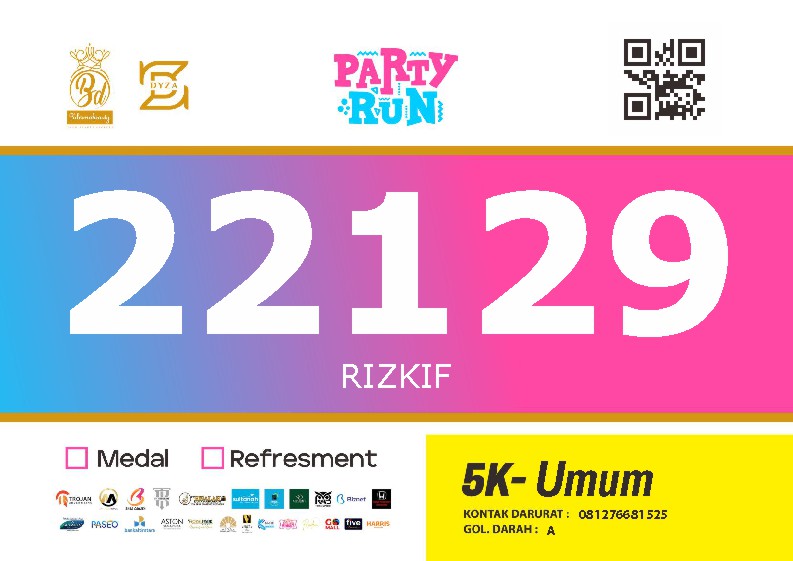 Bd
DYZA
PARTY
RUN
22129
RIZKIF
Medal
Refresment
5K- Umum
KONTAK DARURAT : 081276681525
GOL. DARAH : A
TROJAN
sultanah
Biznet
PASEO
ASTON
five
HARRIS